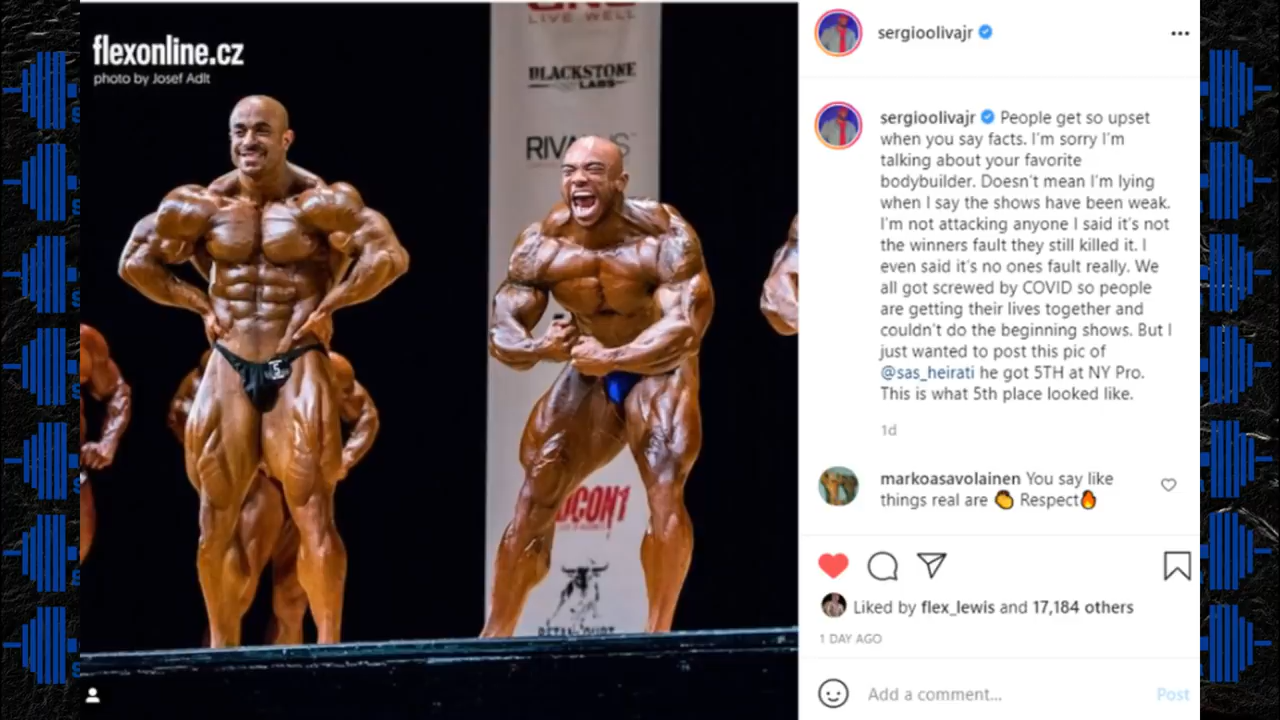 LIVE WELL
flexonline.cz
photo by Josef Adlt
BLACKSTONE
LABS
5
sergioolivajr
sergioolivajr People get so upset
when you say facts. I'm sorry I'm
talking about your favorite
bodybuilder. Doesn't mean I'm lying
when I say the shows have been weak.
I'm not attacking anyone I said it's not
the winners fault they still killed it. I
even said it's no ones fault really. We
all got screwed by COVID so people
are getting their lives together and
couldn't do the beginning shows. But I
just wanted to post this pic of
@sas_heirati he got 5TH at NY Pro.
This is what 5th place looked like.
1d
markoasavolainen You say like
things real are 👏 Respect🔥
Liked by flex_lewis and 17,184 others
1 DAY AGO
Add a comment...
Post